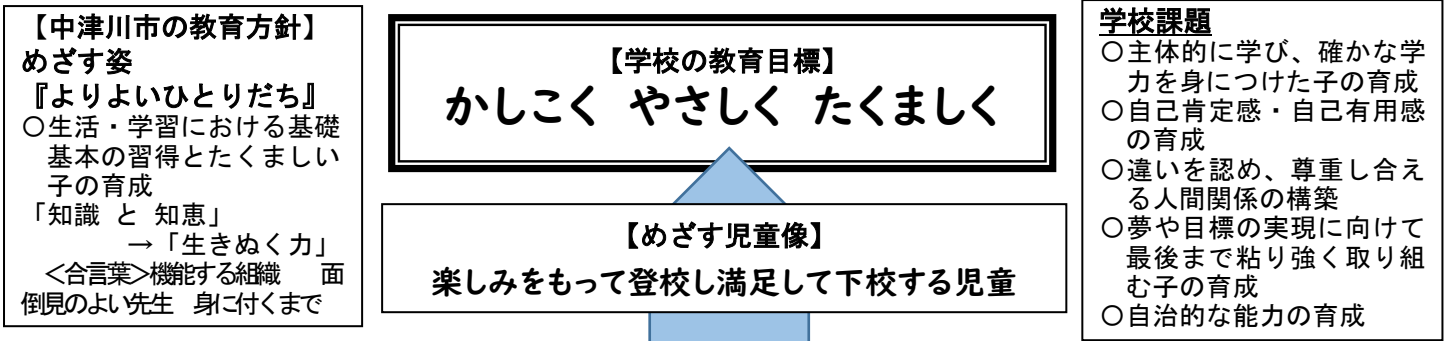 【中津川市の教育方針】
めざす姿
『よりよいひとりだち』
○生活・学習における基礎
基本の習得とたくましい
子の育成
「知識 と 知恵」
→「生きぬく力」
<合言葉>機能する組織 面
倒見のよい先生 身に付くまで
【学校の教育目標】
かしこく やさしく たくましく
【めざす児童像】
楽しみをもって登校し満足して下校する児童
学校課題
○主体的に学び、確かな学
力を身につけた子の育成
○自己肯定感・自己有用感
の育成
○違いを認め、尊重し合え
る人間関係の構築
○夢や目標の実現に向けて
最後まで粘り強く取り組
む子の育成
○自治的な能力の育成